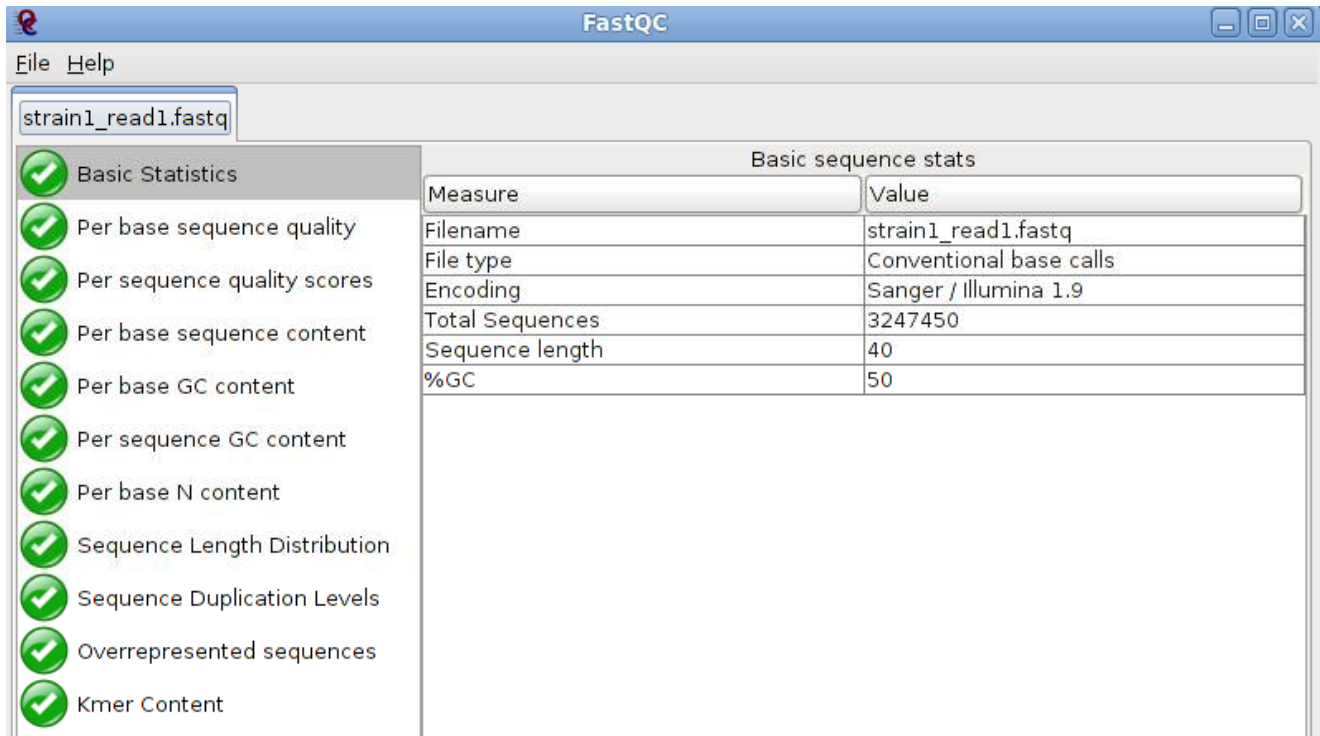 FastQC
File Help
strain1_read1.fastq
Basic Statistics
Per base sequence quality
Per sequence quality scores
Per base sequence content
Per base GC content
Per sequence GC content
Per base N content
Sequence Length Distribution
Sequence Duplication Levels
Overrepresented sequences
Kmer Content
Basic sequence stats
Measure Value
Filename strain1_read1.fastq
File type Conventional base calls
Encoding Sanger / Illumina 1.9
Total Sequences 3247450
Sequence length 40
%GC 50